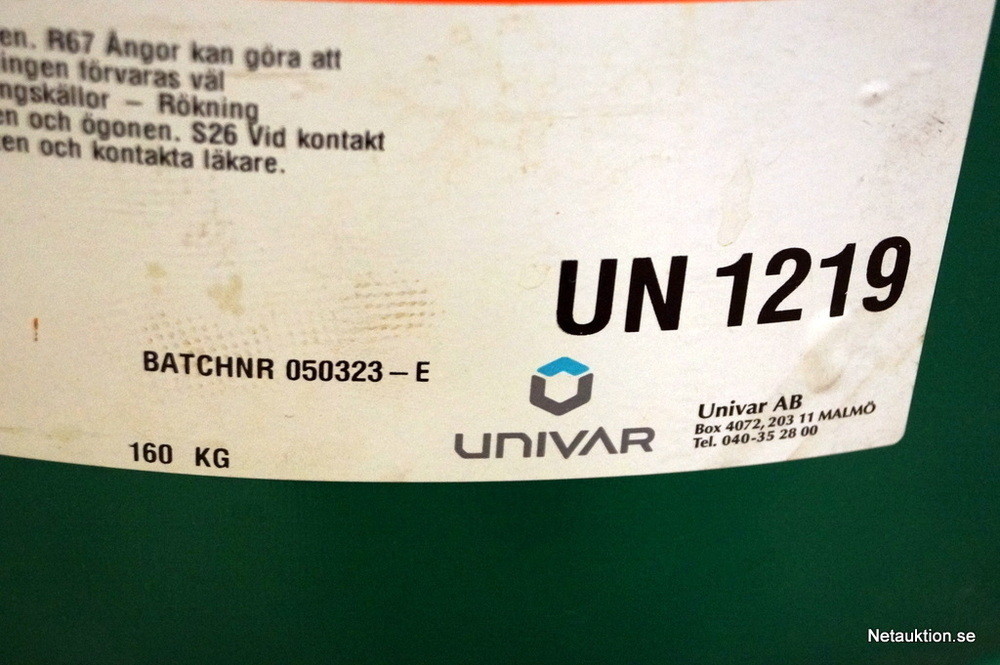 en. R67 Ångor kan göra att
ingen förvaras väl
ngskällor – Rökning
en och ögonen. S26 Vid kontakt
en och kontakta läkare.
UN 1219
BATCHNR 050323 – E
160 KG
UNIVAR
Univar AB
Box 4072, 203 11 MALMÖ
Tel. 040-35 28 00
Netauktion.se